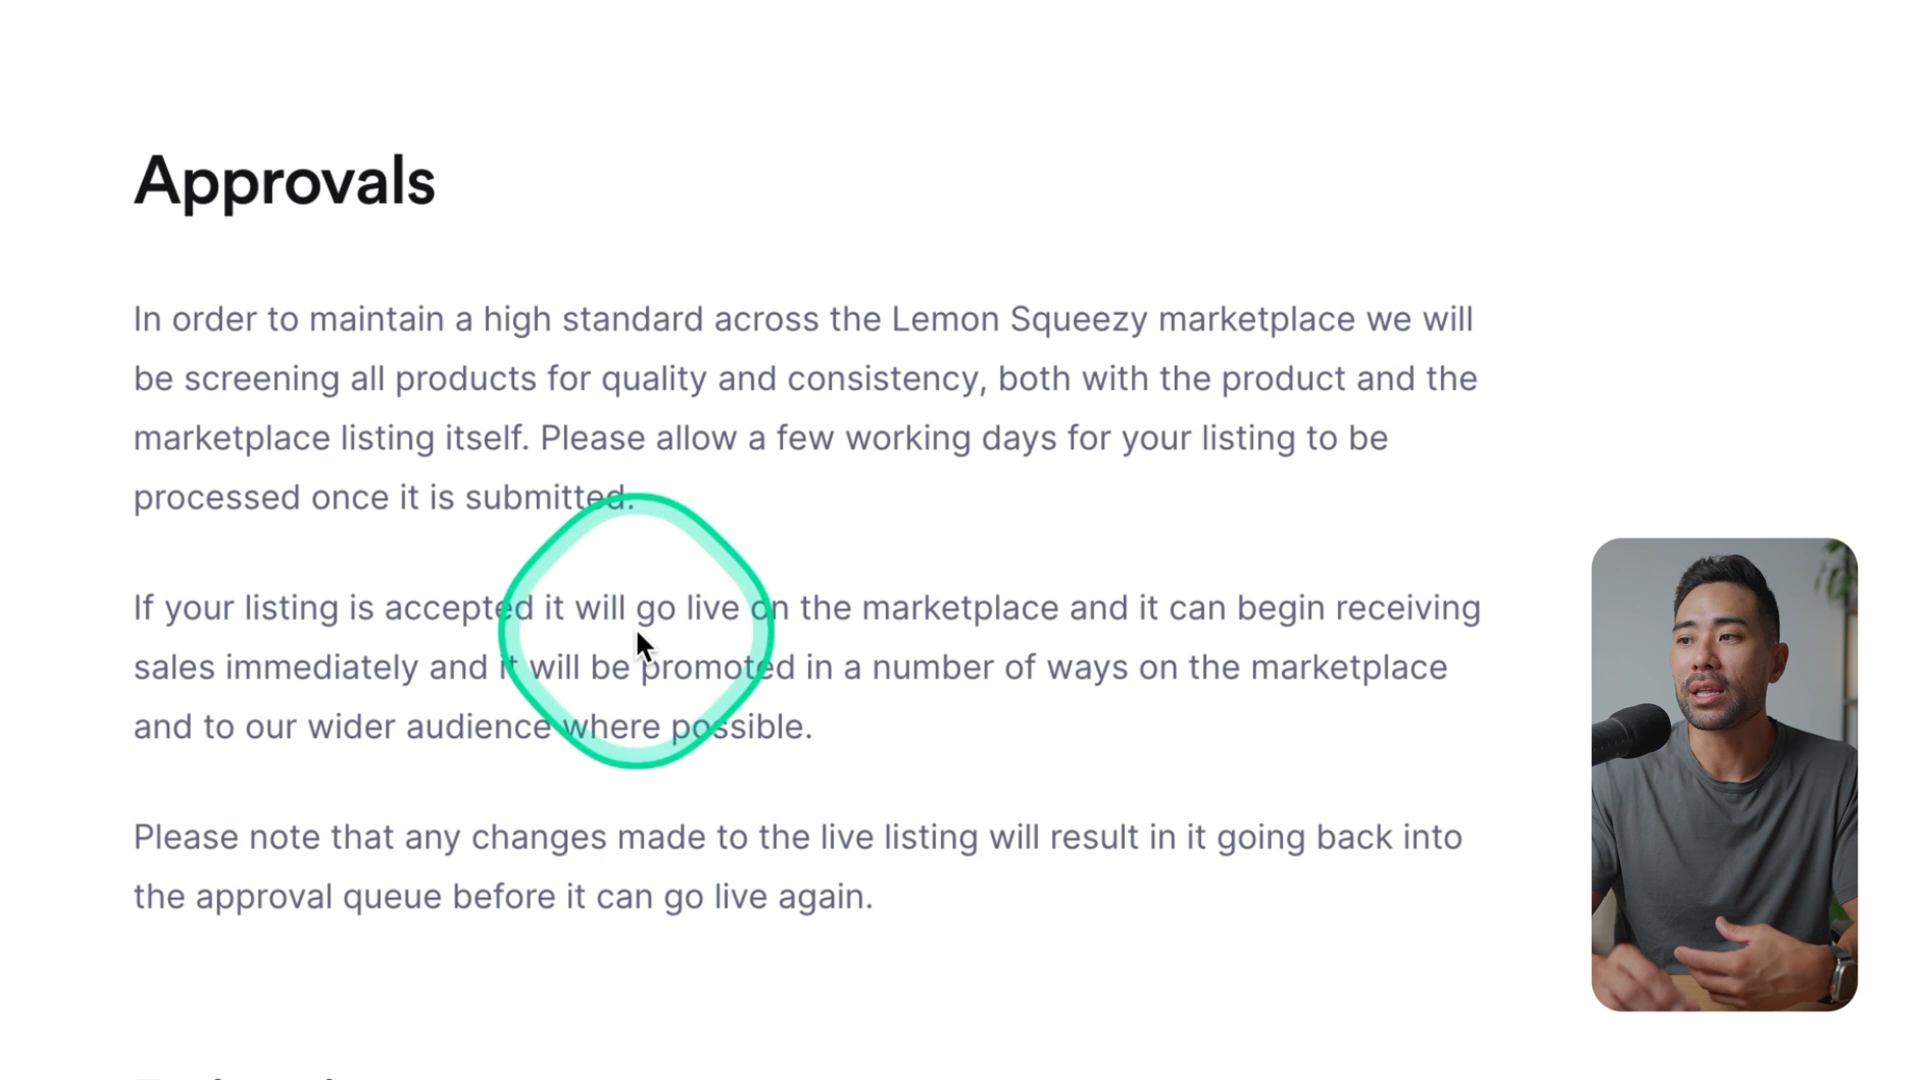 Approvals
In order to maintain a high standard across the Lemon Squeezy marketplace we will
be screening all products for quality and consistency, both with the product and the
marketplace listing itself. Please allow a few working days for your listing to be
processed once it is submitted.
If your listing is accepted it will go live on the marketplace and it can begin receiving
sales immediately and it will be promoted in a number of ways on the marketplace
and to our wider audience where possible.
Please note that any changes made to the live listing will result in it going back into
the approval queue before it can go live again.